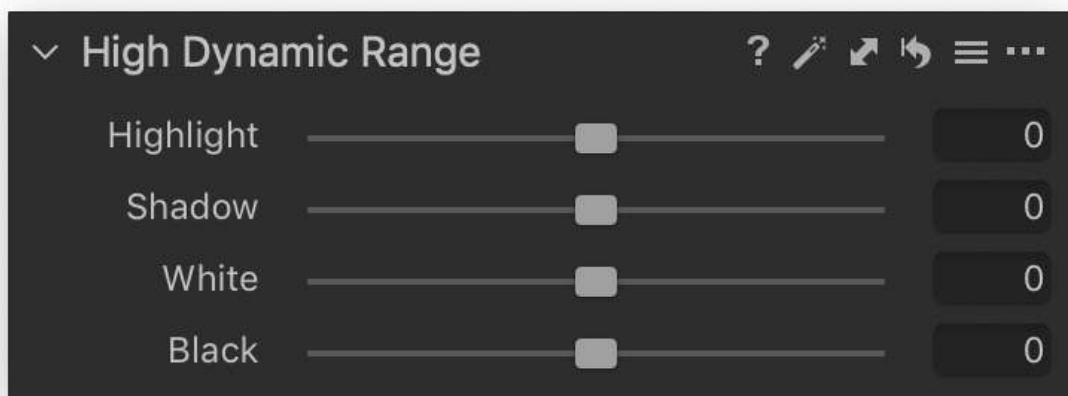 High Dynamic Range ? ...
Highlight 0
Shadow 0
White 0
Black 0